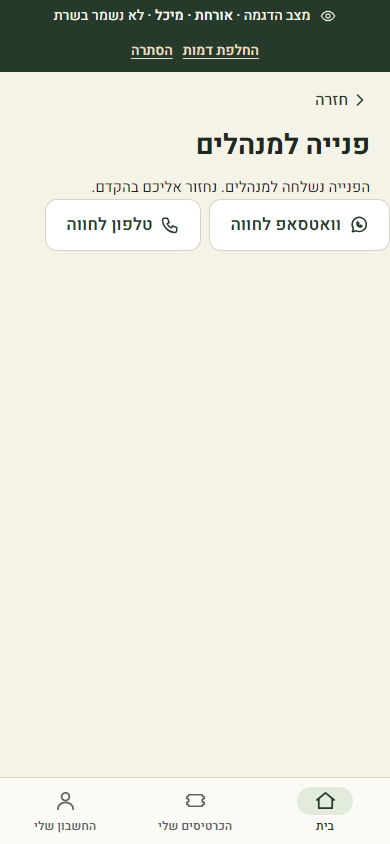 מצב הדגמה · אורחת · מיכל · לא נשמר בשרת
החלפת דמות הסתרה
חזרה
פנייה למנהלים
הפנייה נשלחה למנהלים. נחזור אליכם בהקדם.
וואטסאפ לחווה טלפון לחווה
בית הכרטיסים שלי החשבון שלי